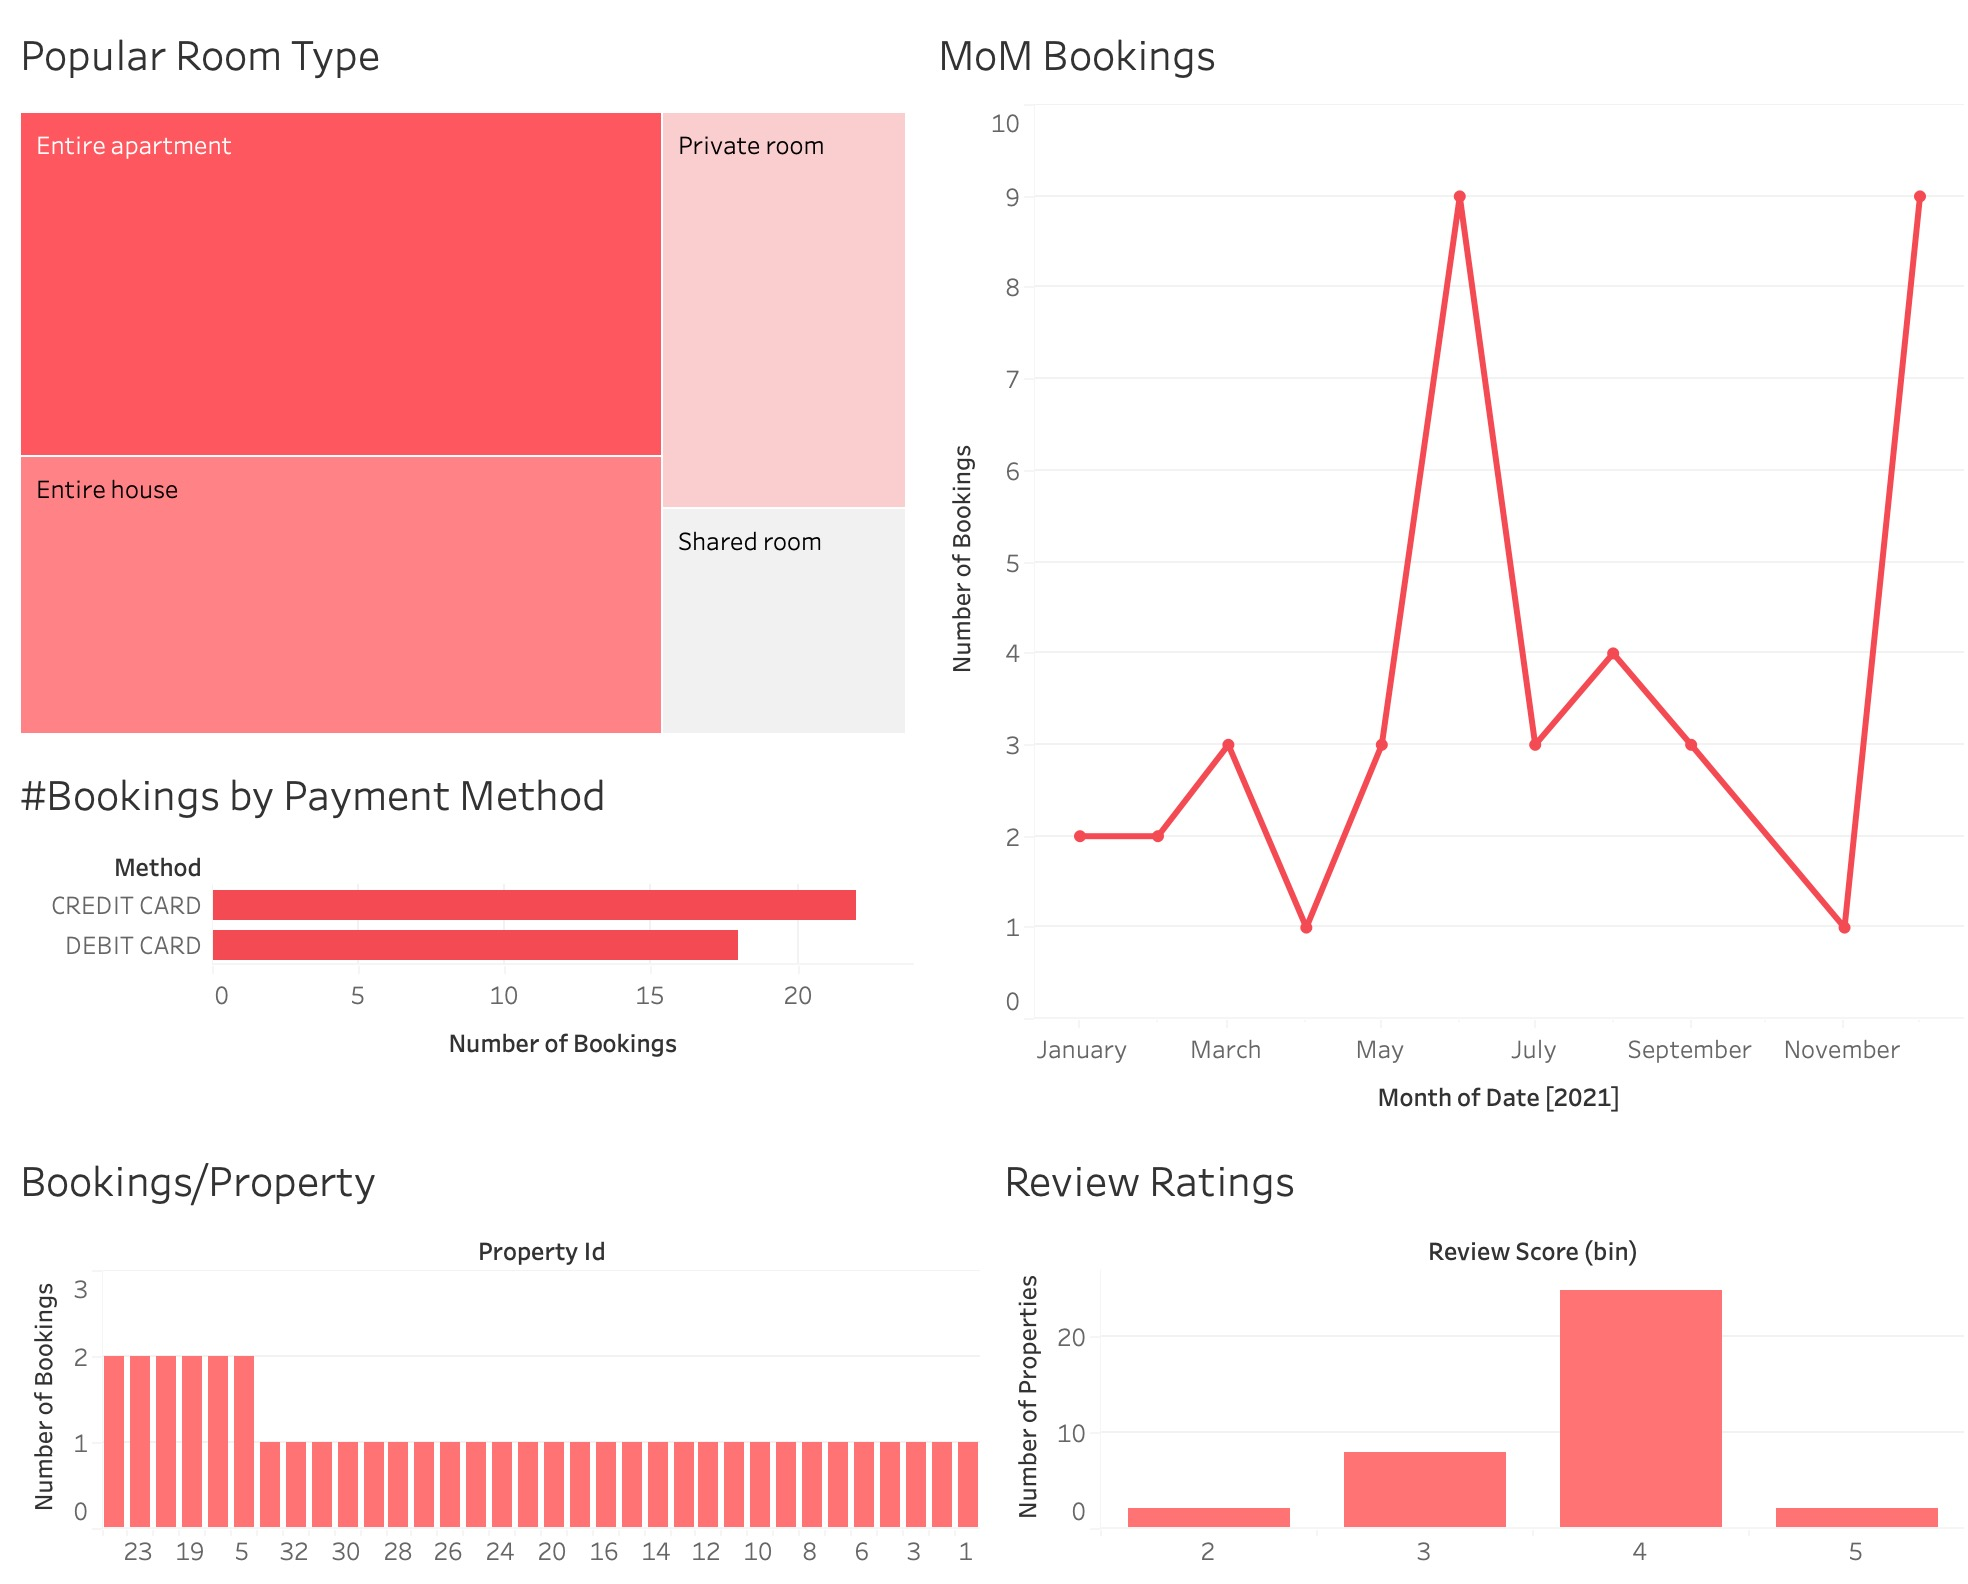 Popular Room Type
Entire apartment
Private room
Entire house
Shared room
MoM Bookings
10
9
8
7
6
5
4
3
2
1
0
Number of Bookings
January March May July September November
Month of Date [2021]
#Bookings by Payment Method
Method
CREDIT CARD
DEBIT CARD
0 5 10 15 20
Number of Bookings
Bookings/Property
Property Id
Number of Bookings
3
2
1
0
23 19 5 32 30 28 26 24 20 16 14 12 10 8 6 3 1
Review Ratings
Review Score (bin)
Number of Properties
20
10
0
2 3 4 5